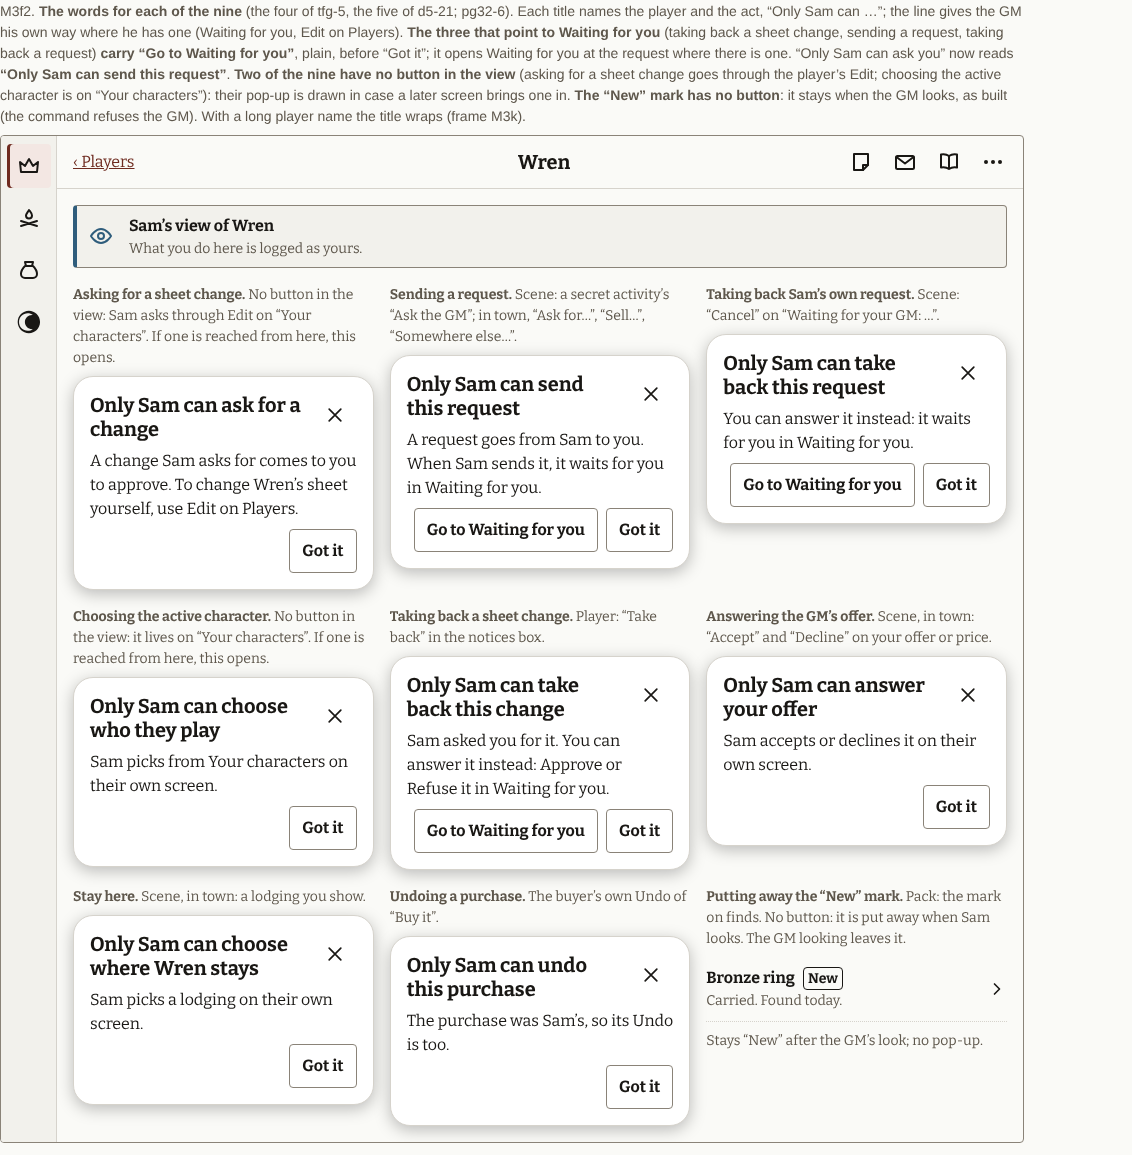 M3f2. The words for each of the nine (the four of tfg-5, the five of d5-21; pg32-6). Each title names the player and the act, “Only Sam can …”; the line gives the GM
his own way where he has one (Waiting for you, Edit on Players). The three that point to Waiting for you (taking back a sheet change, sending a request, taking
back a request) carry “Go to Waiting for you”, plain, before “Got it”; it opens Waiting for you at the request where there is one. “Only Sam can ask you” now reads
“Only Sam can send this request”. Two of the nine have no button in the view (asking for a sheet change goes through the player’s Edit; choosing the active
character is on “Your characters”): their pop-up is drawn in case a later screen brings one in. The “New” mark has no button: it stays when the GM looks, as built
(the command refuses the GM). With a long player name the title wraps (frame M3k).
‹ Players
Wren
Sam’s view of Wren
What you do here is logged as yours.
Asking for a sheet change. No button in the
view: Sam asks through Edit on “Your
characters”. If one is reached from here, this
opens.
Only Sam can ask for a
change
A change Sam asks for comes to you
to approve. To change Wren’s sheet
yourself, use Edit on Players.
Got it
Sending a request. Scene: a secret activity’s
“Ask the GM”; in town, “Ask for…”, “Sell…”,
“Somewhere else…”.
Only Sam can send
this request
A request goes from Sam to you.
When Sam sends it, it waits for you
in Waiting for you.
Go to Waiting for you
Got it
Taking back Sam’s own request. Scene:
“Cancel” on “Waiting for your GM: …”.
Only Sam can take
back this request
You can answer it instead: it waits
for you in Waiting for you.
Go to Waiting for you
Got it
Choosing the active character. No button in
the view: it lives on “Your characters”. If one is
reached from here, this opens.
Only Sam can choose
who they play
Sam picks from Your characters on
their own screen.
Got it
Taking back a sheet change. Player: “Take
back” in the notices box.
Only Sam can take
back this change
Sam asked you for it. You can
answer it instead: Approve or
Refuse it in Waiting for you.
Go to Waiting for you
Got it
Answering the GM’s offer. Scene, in town:
“Accept” and “Decline” on your offer or price.
Only Sam can answer
your offer
Sam accepts or declines it on their
own screen.
Got it
Stay here. Scene, in town: a lodging you show.
Only Sam can choose
where Wren stays
Sam picks a lodging on their own
screen.
Got it
Undoing a purchase. The buyer’s own Undo of
“Buy it”.
Only Sam can undo
this purchase
The purchase was Sam’s, so its Undo
is too.
Got it
Putting away the “New” mark. Pack: the mark
on finds. No button: it is put away when Sam
looks. The GM looking leaves it.
Bronze ring New
Carried. Found today.
Stays “New” after the GM’s look; no pop-up.